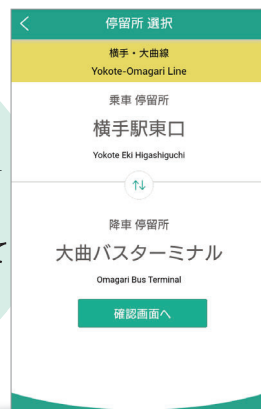 停留所 選択
横手・大曲線
Yokote-Omagari Line
乗車 停留所
横手駅東口
Yokote Eki Higashiguchi
降車 停留所
大曲バスターミナル
Omagari Bus Terminal
確認画面へ